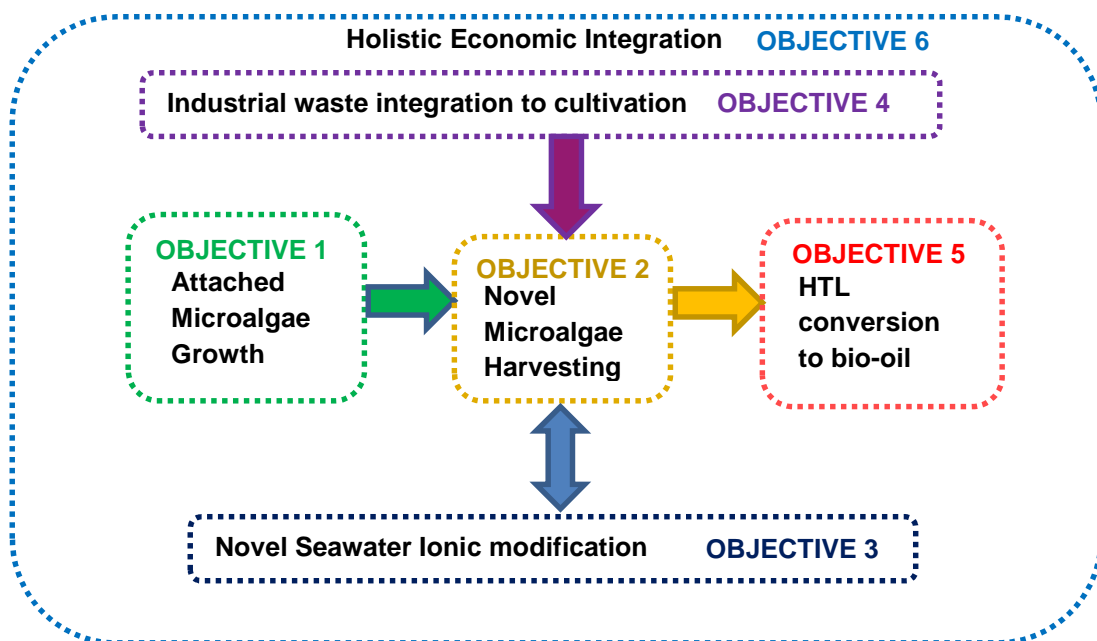 Holistic Economic Integration OBJECTIVE 6
Industrial waste integration to cultivation OBJECTIVE 4
OBJECTIVE 1
Attached
Microalgae
Growth
OBJECTIVE 2
Novel
Microalgae
Harvesting
OBJECTIVE 5
HTL
conversion
to bio-oil
Novel Seawater Ionic modification OBJECTIVE 3